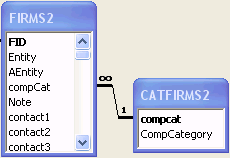 FIRMS2
FID
Entity
AEntity
compCat
Note
contact1
contact2
contact3
∞
1
CATFIRMS2
compcat
CompCategory